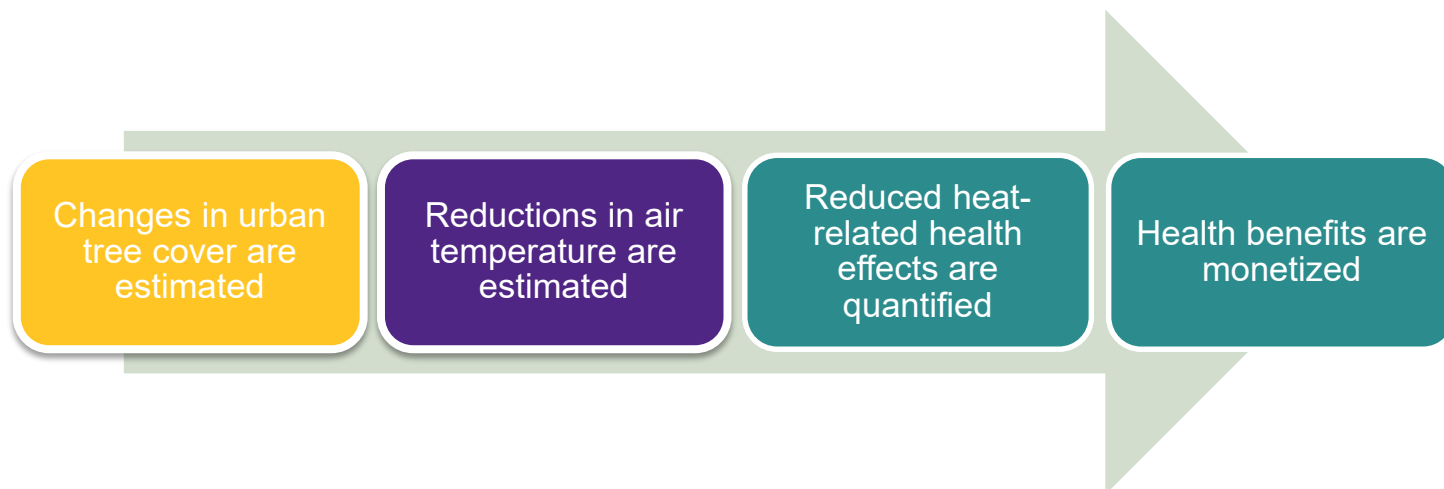 Changes in urban
tree cover are
estimated
Reductions in air
temperature are
estimated
Reduced heat-
related health
effects are
quantified
Health benefits are
monetized